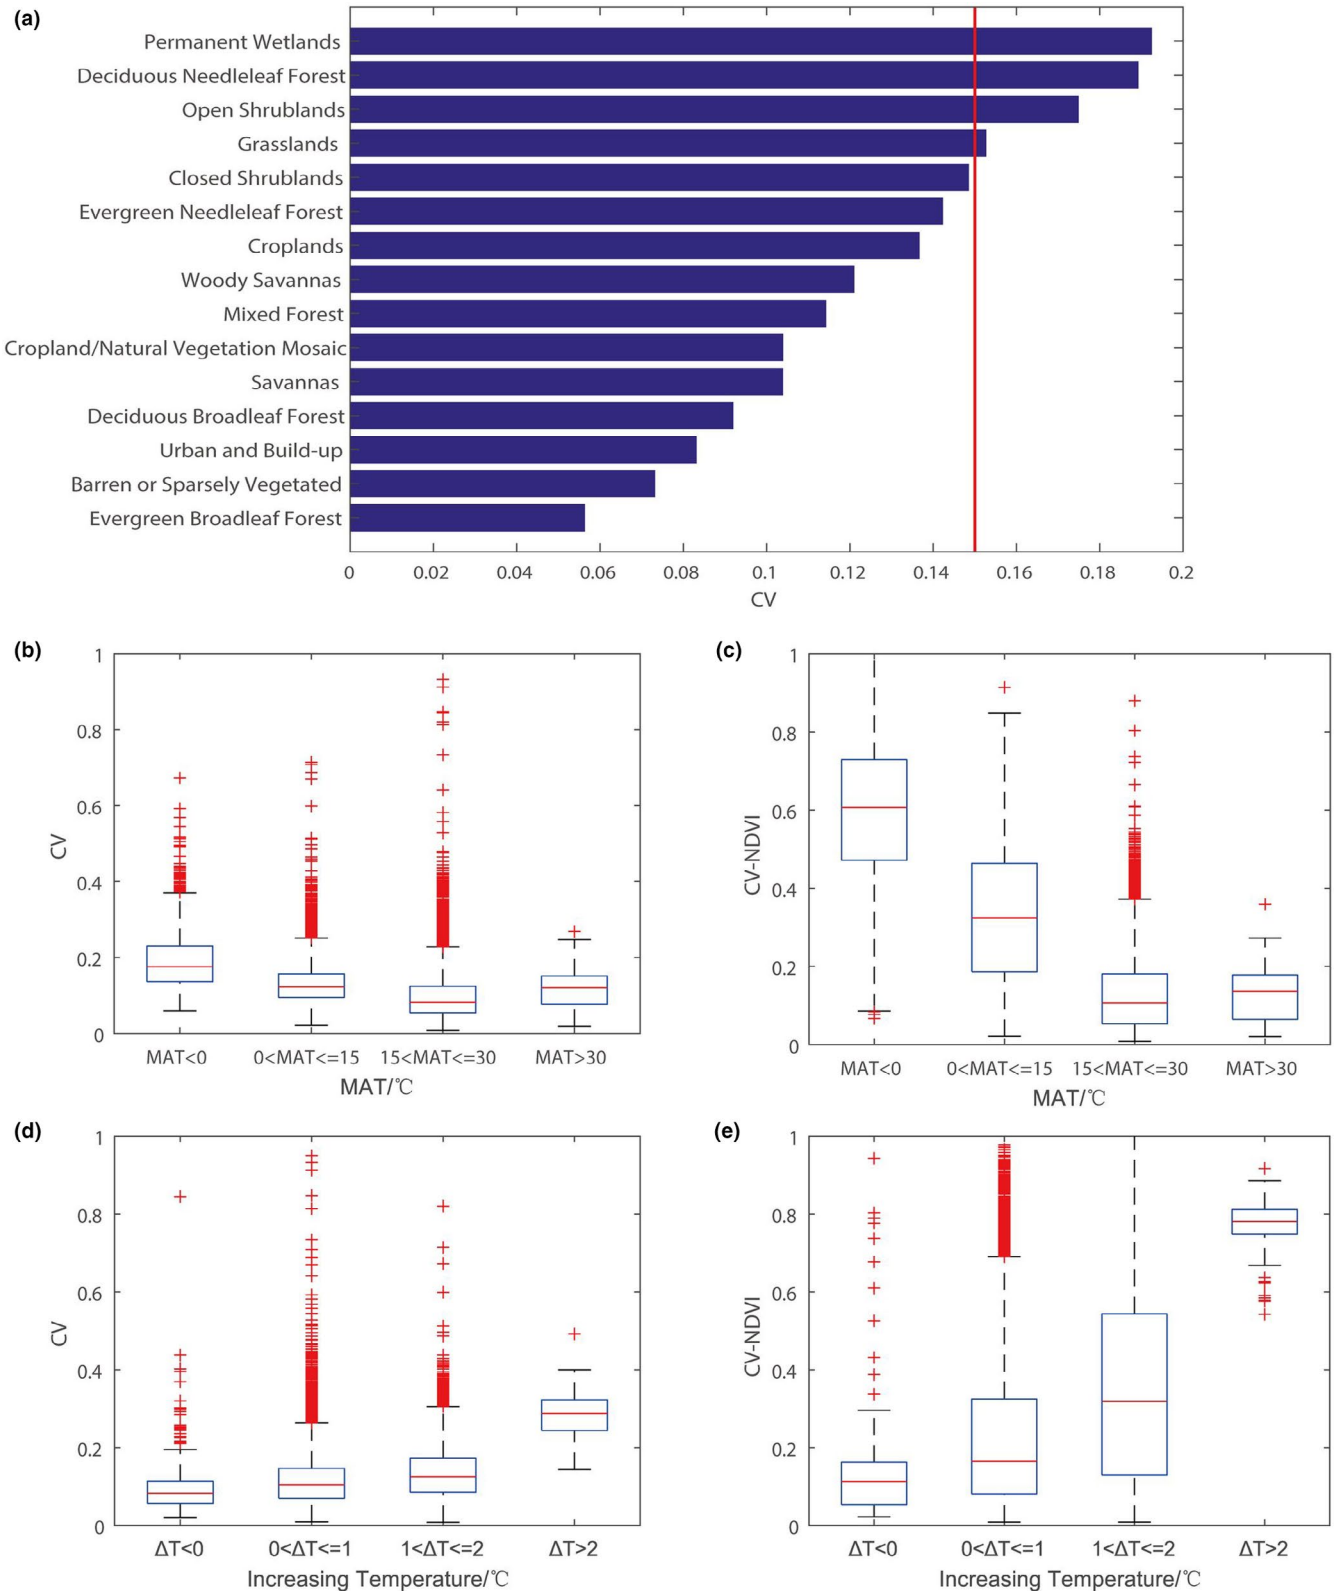 (a)
Permanent Wetlands
Deciduous Needleleaf Forest
Open Shrublands
Grasslands
Closed Shrublands
Evergreen Needleleaf Forest
Croplands
Woody Savannas
Mixed Forest
Cropland/Natural Vegetation Mosaic
Savannas
Deciduous Broadleaf Forest
Urban and Build-up
Barren or Sparsely Vegetated
Evergreen Broadleaf Forest
0 0.02 0.04 0.06 0.08 0.1 0.12 0.14 0.16 0.18 0.2
CV
(b)
1
0.8
0.6
0.4
0.2
0
CV
MAT<0 0<MAT<=15 15<MAT<=30 MAT>30
MAT/℃
(c)
1
0.8
0.6
0.4
0.2
0
CV-NDVI
MAT<0 0<MAT<=15 15<MAT<=30 MAT>30
MAT/℃
(d)
1
0.8
0.6
0.4
0.2
0
CV
ΔT<0 0<ΔT<=1 1<ΔT<=2 ΔT>2
Increasing Temperature/℃
(e)
1
0.8
0.6
0.4
0.2
0
CV-NDVI
ΔT<0 0<ΔT<=1 1<ΔT<=2 ΔT>2
Increasing Temperature/℃